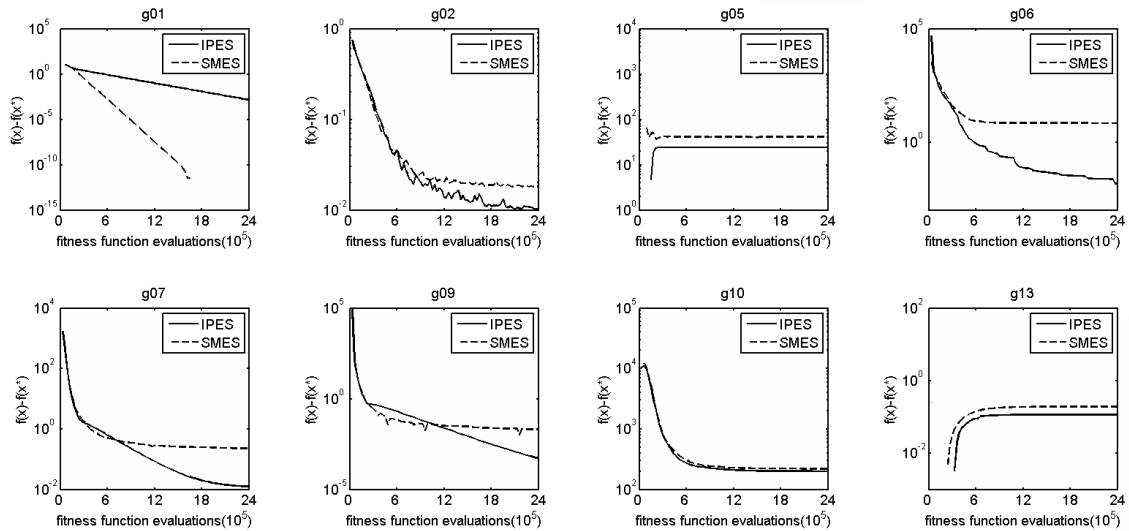 g01
10^5
10^0
10^-5
10^-10
10^-15
f(x)-f(x*)
IPES
SMES
0 6 12 18 24
fitness function evaluations(10^5)
g02
10^0
10^-1
10^-2
f(x)-f(x*)
IPES
SMES
0 6 12 18 24
fitness function evaluations(10^5)
g05
10^4
10^3
10^2
10^1
10^0
f(x)-f(x*)
IPES
SMES
0 6 12 18 24
fitness function evaluations(10^5)
g06
10^5
10^0
f(x)-f(x*)
IPES
SMES
0 6 12 18 24
fitness function evaluations(10^5)
g07
10^4
10^2
10^0
10^-2
f(x)-f(x*)
IPES
SMES
0 6 12 18 24
fitness function evaluations(10^5)
g09
10^5
10^0
10^-5
f(x)-f(x*)
IPES
SMES
0 6 12 18 24
fitness function evaluations(10^5)
g10
10^5
10^4
10^3
10^2
f(x)-f(x*)
IPES
SMES
0 6 12 18 24
fitness function evaluations(10^5)
g13
10^2
10^0
10^-2
f(x)-f(x*)
IPES
SMES
0 6 12 18 24
fitness function evaluations(10^5)